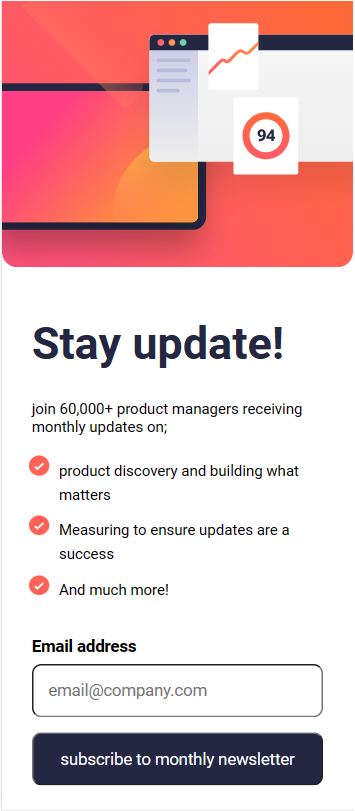 94
Stay update!
join 60,000+ product managers receiving
monthly updates on;
product discovery and building what
matters
Measuring to ensure updates are a
success
And much more!
Email address
email@company.com
subscribe to monthly newsletter